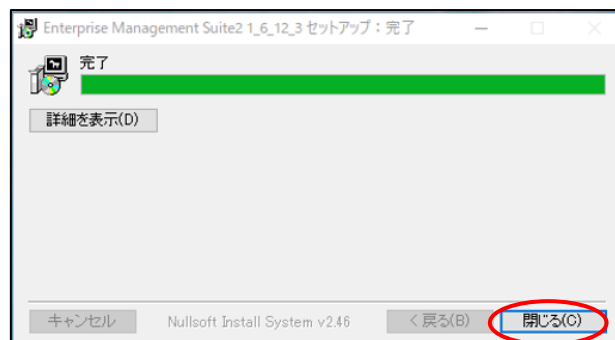 Enterprise Management Suite2 1_6_12_3 セットアップ：完了
完了
詳細を表示(D)
キャンセル
Nullsoft Install System v2.46
< 戻る(B)
閉じる(C)